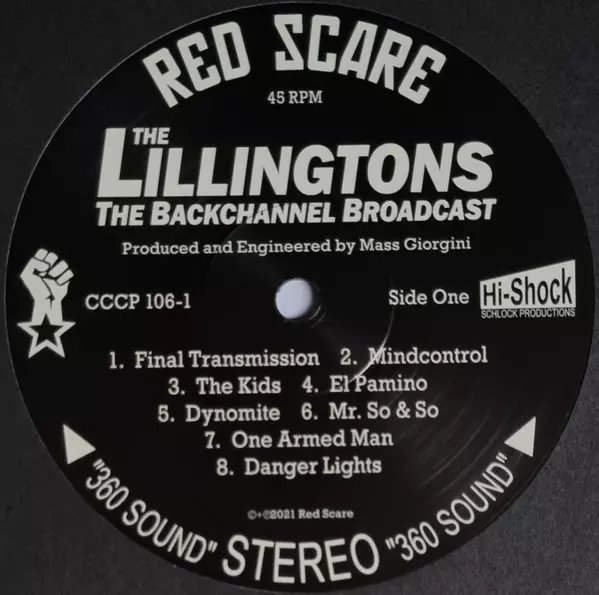 RED SCARE
45 RPM
THE
LILLINGTONS
THE BACKCHANNEL BROADCAST
Produced and Engineered by Mass Giorgini
CCCP 106-1
Side One
Hi-Shock
SCHLOCK PRODUCTIONS
1. Final Transmission 2. Mindcontrol
3. The Kids 4. El Pamino
5. Dynomite 6. Mr. So & So
7. One Armed Man
8. Danger Lights
©+℗2021 Red Scare
"360 SOUND" STEREO "360 SOUND"